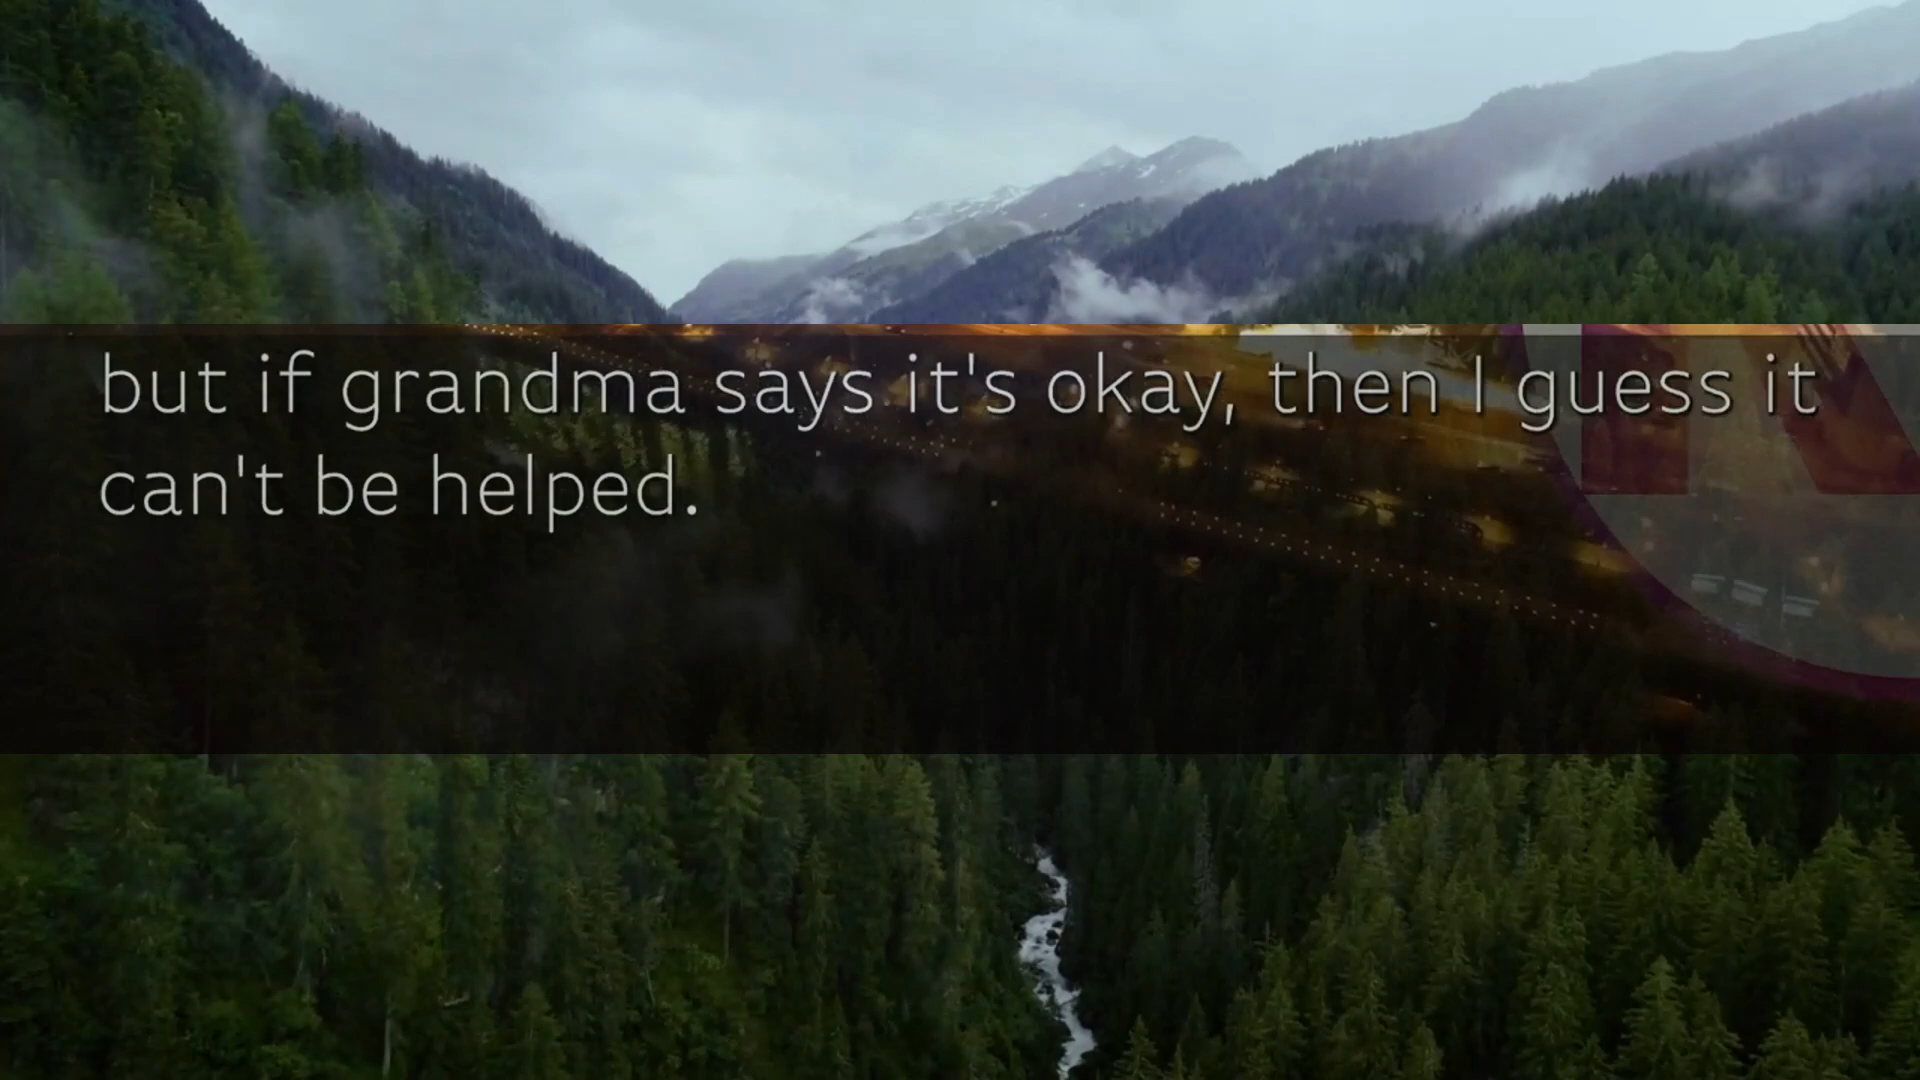 but if grandma says it's okay, then I guess it
can't be helped.